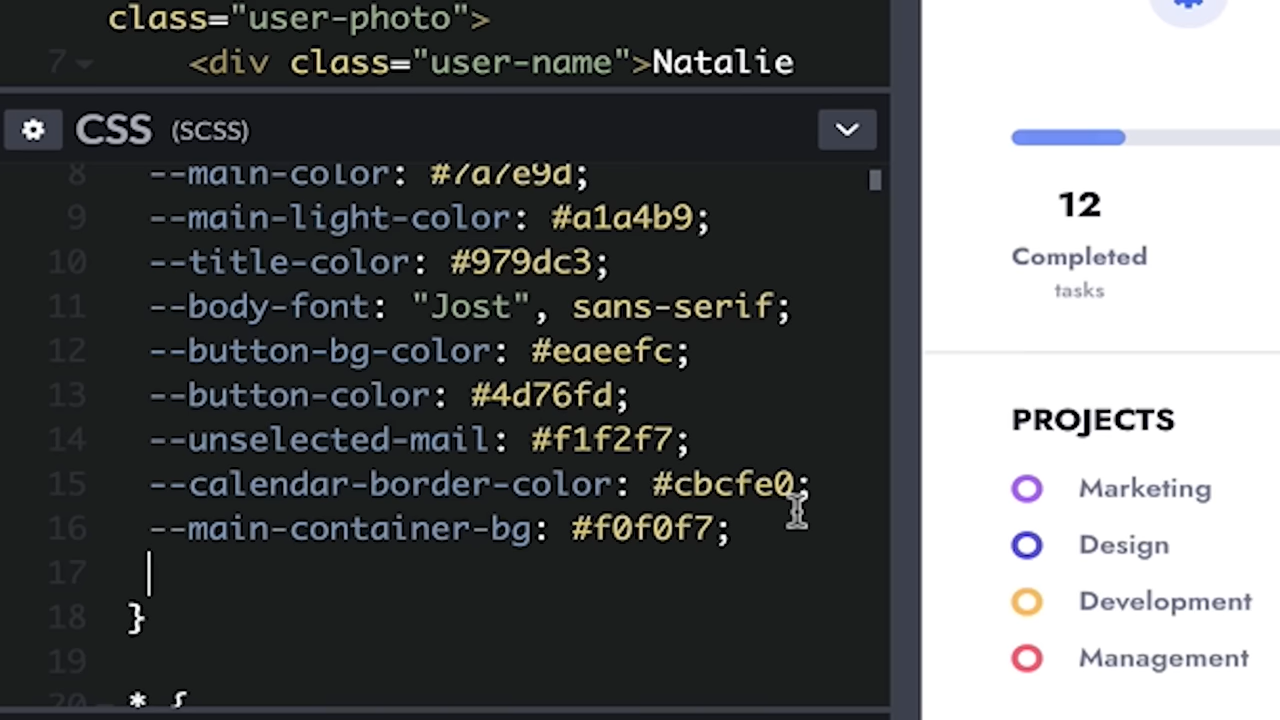 class="user-photo">
7 <div class="user-name">Natalie
CSS (SCSS)
8 --main-color: #7a7e9d;
9 --main-light-color: #a1a4b9;
10 --title-color: #979dc3;
11 --body-font: "Jost", sans-serif;
12 --button-bg-color: #eaeefc;
13 --button-color: #4d76fd;
14 --unselected-mail: #f1f2f7;
15 --calendar-border-color: #cbcfe0;
16 --main-container-bg: #f0f0f7;
17
18 }
19
20 * {
12
Completed
tasks
PROJECTS
Marketing
Design
Development
Management